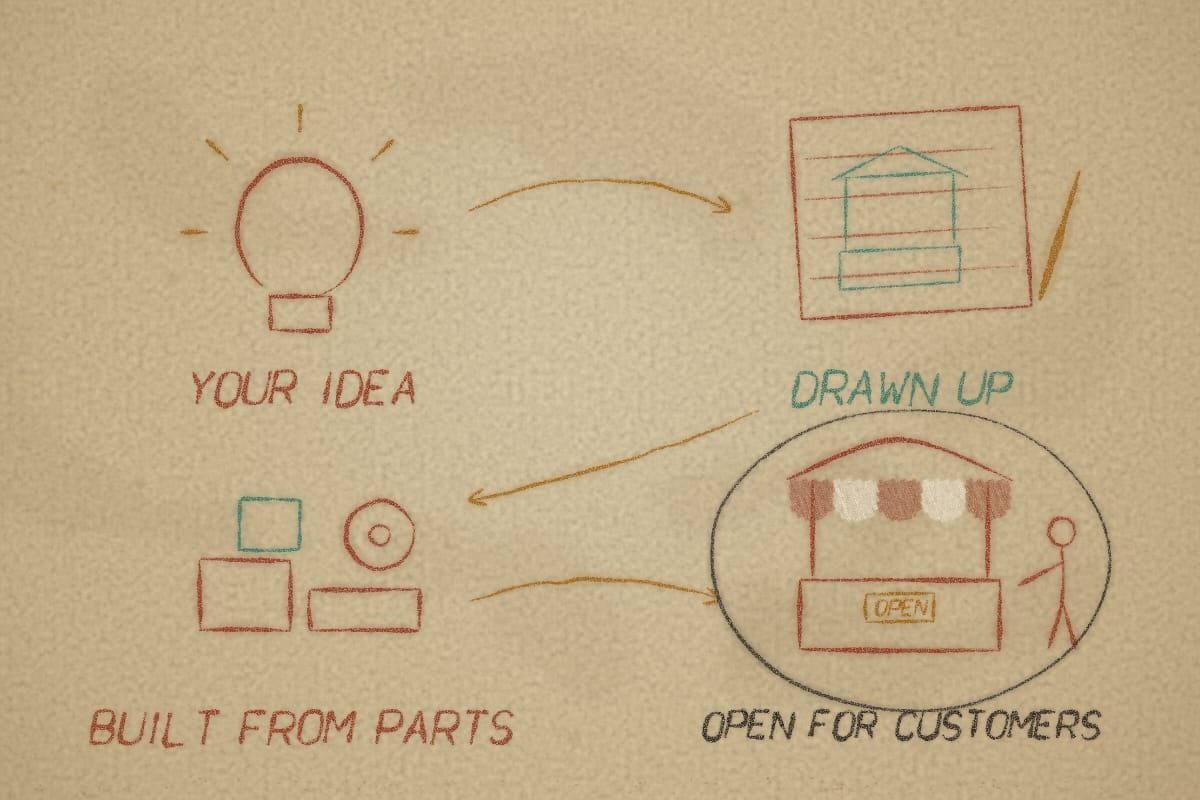 YOUR IDEA
DRAWN UP
OPEN
BUILT FROM PARTS
OPEN FOR CUSTOMERS